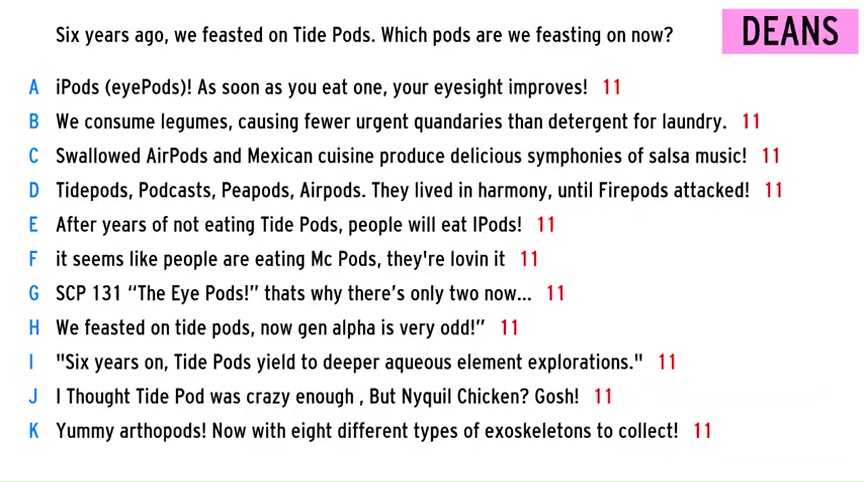 Six years ago, we feasted on Tide Pods. Which pods are we feasting on now?
DEANS
A iPods (eyePods)! As soon as you eat one, your eyesight improves! 11
B We consume legumes, causing fewer urgent quandaries than detergent for laundry. 11
C Swallowed AirPods and Mexican cuisine produce delicious symphonies of salsa music! 11
D Tidepods, Podcasts, Peapods, Airpods. They lived in harmony, until Firepods attacked! 11
E After years of not eating Tide Pods, people will eat IPods! 11
F it seems like people are eating Mc Pods, they're lovin it 11
G SCP 131 “The Eye Pods!” thats why there’s only two now... 11
H We feasted on tide pods, now gen alpha is very odd!” 11
I "Six years on, Tide Pods yield to deeper aqueous element explorations." 11
J I Thought Tide Pod was crazy enough , But Nyquil Chicken? Gosh! 11
K Yummy arthopods! Now with eight different types of exoskeletons to collect! 11